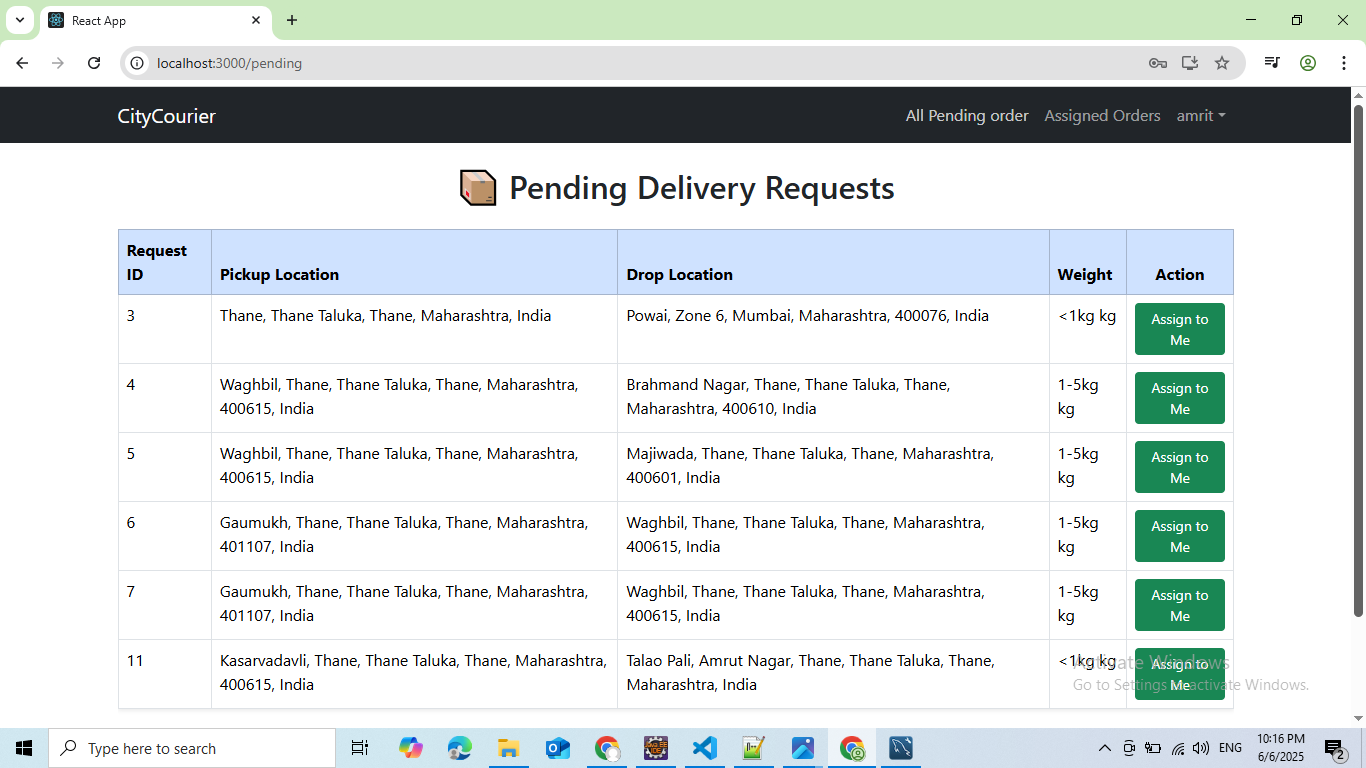 React App
localhost:3000/pending
CityCourier
All Pending order
Assigned Orders
amrit
Pending Delivery Requests
Request
ID
Pickup Location
Drop Location
Weight
Action
3
Thane, Thane Taluka, Thane, Maharashtra, India
Powai, Zone 6, Mumbai, Maharashtra, 400076, India
<1kg kg
Assign to
Me
4
Waghbil, Thane, Thane Taluka, Thane, Maharashtra,
400615, India
Brahmand Nagar, Thane, Thane Taluka, Thane,
Maharashtra, 400610, India
1-5kg
kg
Assign to
Me
5
Waghbil, Thane, Thane Taluka, Thane, Maharashtra,
400615, India
Majiwada, Thane, Thane Taluka, Thane, Maharashtra,
400601, India
1-5kg
kg
Assign to
Me
6
Gaumukh, Thane, Thane Taluka, Thane, Maharashtra,
401107, India
Waghbil, Thane, Thane Taluka, Thane, Maharashtra,
400615, India
1-5kg
kg
Assign to
Me
7
Gaumukh, Thane, Thane Taluka, Thane, Maharashtra,
401107, India
Waghbil, Thane, Thane Taluka, Thane, Maharashtra,
400615, India
1-5kg
kg
Assign to
Me
11
Kasarvadavli, Thane, Thane Taluka, Thane, Maharashtra,
400615, India
Talao Pali, Amrut Nagar, Thane, Thane Taluka, Thane,
Maharashtra, India
<1kg kg
Assign to
Me
Activate Windows
Go to Settings to activate Windows.
Type here to search
ENG
10:16 PM
6/6/2025
2